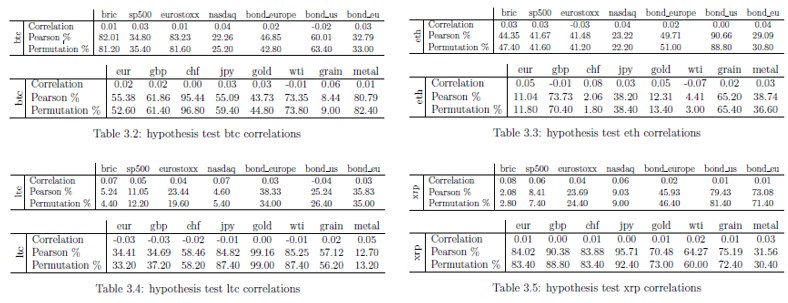 bric sp500 eurostoxx nasdaq bond_europe bond_us bond_eu
btc
Correlation 0.01 0.03 0.01 0.04 0.02 -0.02 0.03
Pearson % 82.01 34.80 83.23 22.26 46.85 60.01 32.79
Permutation % 81.20 35.40 81.60 25.20 42.80 63.40 33.00
eur gbp chf jpy gold wti grain metal
btc
Correlation 0.02 0.02 0.00 0.03 0.03 -0.01 0.06 0.01
Pearson % 55.38 61.86 95.44 55.09 43.73 73.35 8.44 80.79
Permutation % 52.60 61.40 96.80 59.40 44.80 73.80 9.00 82.40
Table 3.2: hypothesis test btc correlations
bric sp500 eurostoxx nasdaq bond_europe bond_us bond_eu
eth
Correlation 0.03 0.03 -0.03 0.04 0.02 0.00 0.04
Pearson % 44.35 41.67 41.48 23.22 49.71 90.66 29.09
Permutation % 47.40 41.60 41.20 22.20 51.00 88.80 30.80
eur gbp chf jpy gold wti grain metal
eth
Correlation 0.05 -0.01 0.08 0.03 0.05 -0.07 0.02 0.03
Pearson % 11.04 73.73 2.06 38.20 12.31 4.41 65.20 38.74
Permutation % 11.80 70.40 1.80 38.40 13.40 3.00 65.40 36.60
Table 3.3: hypothesis test eth correlations
bric sp500 eurostoxx nasdaq bond_europe bond_us bond_eu
ltc
Correlation 0.07 0.05 0.04 0.07 0.03 -0.04 0.03
Pearson % 5.24 11.05 23.44 4.60 38.33 25.24 35.83
Permutation % 4.40 12.20 19.60 5.40 34.00 26.40 35.00
eur gbp chf jpy gold wti grain metal
ltc
Correlation -0.03 -0.03 -0.02 -0.01 0.00 -0.01 0.02 0.05
Pearson % 34.41 34.69 58.46 84.82 99.16 85.25 57.12 12.70
Permutation % 33.20 37.20 58.20 87.40 99.00 87.40 56.20 13.20
Table 3.4: hypothesis test ltc correlations
bric sp500 eurostoxx nasdaq bond_europe bond_us bond_eu
xrp
Correlation 0.08 0.06 0.04 0.06 0.02 0.01 0.01
Pearson % 2.08 8.41 23.69 9.03 45.93 79.43 73.08
Permutation % 2.80 7.40 24.40 9.00 46.40 81.40 71.40
eur gbp chf jpy gold wti grain metal
xrp
Correlation 0.01 0.00 0.01 0.00 0.01 0.02 0.01 0.03
Pearson % 84.02 90.38 83.88 95.71 70.48 64.27 75.19 31.56
Permutation % 83.40 88.80 83.40 92.40 73.00 60.00 72.40 30.40
Table 3.5: hypothesis test xrp correlations